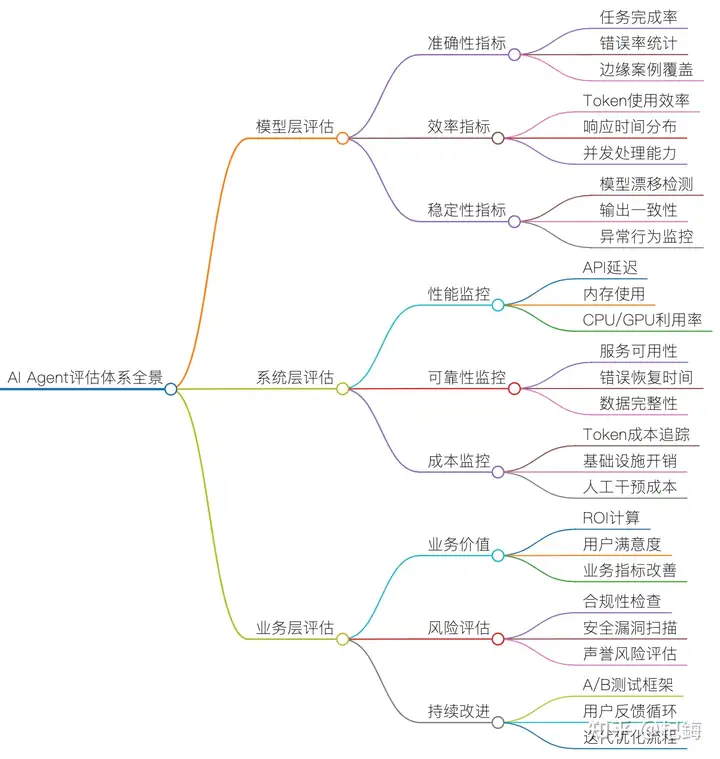 AI Agent评估体系全景
模型层评估
准确性指标
任务完成率
错误率统计
边缘案例覆盖
效率指标
Token使用效率
响应时间分布
并发处理能力
稳定性指标
模型漂移检测
输出一致性
异常行为监控
系统层评估
性能监控
API延迟
内存使用
CPU/GPU利用率
可靠性监控
服务可用性
错误恢复时间
数据完整性
成本监控
Token成本追踪
基础设施开销
人工干预成本
业务层评估
业务价值
ROI计算
用户满意度
业务指标改善
风险评估
合规性检查
安全漏洞扫描
声誉风险评估
持续改进
A/B测试框架
用户反馈循环
迭代优化流程
知乎